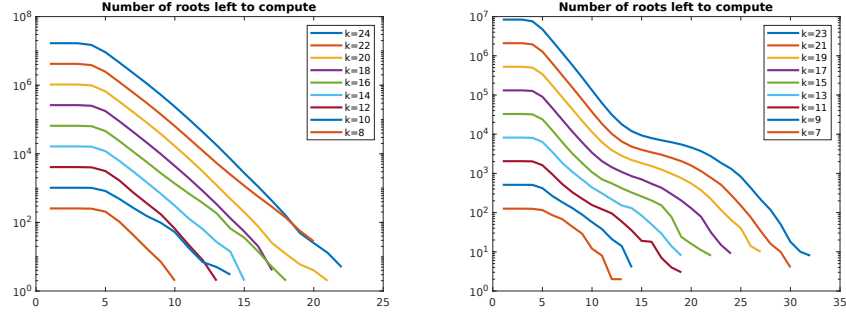 Number of roots left to compute
10^8
10^6
10^4
10^2
10^0
0 5 10 15 20 25
k=24
k=22
k=20
k=18
k=16
k=14
k=12
k=10
k=8
Number of roots left to compute
10^7
10^6
10^5
10^4
10^3
10^2
10^1
10^0
0 5 10 15 20 25 30 35
k=23
k=21
k=19
k=17
k=15
k=13
k=11
k=9
k=7